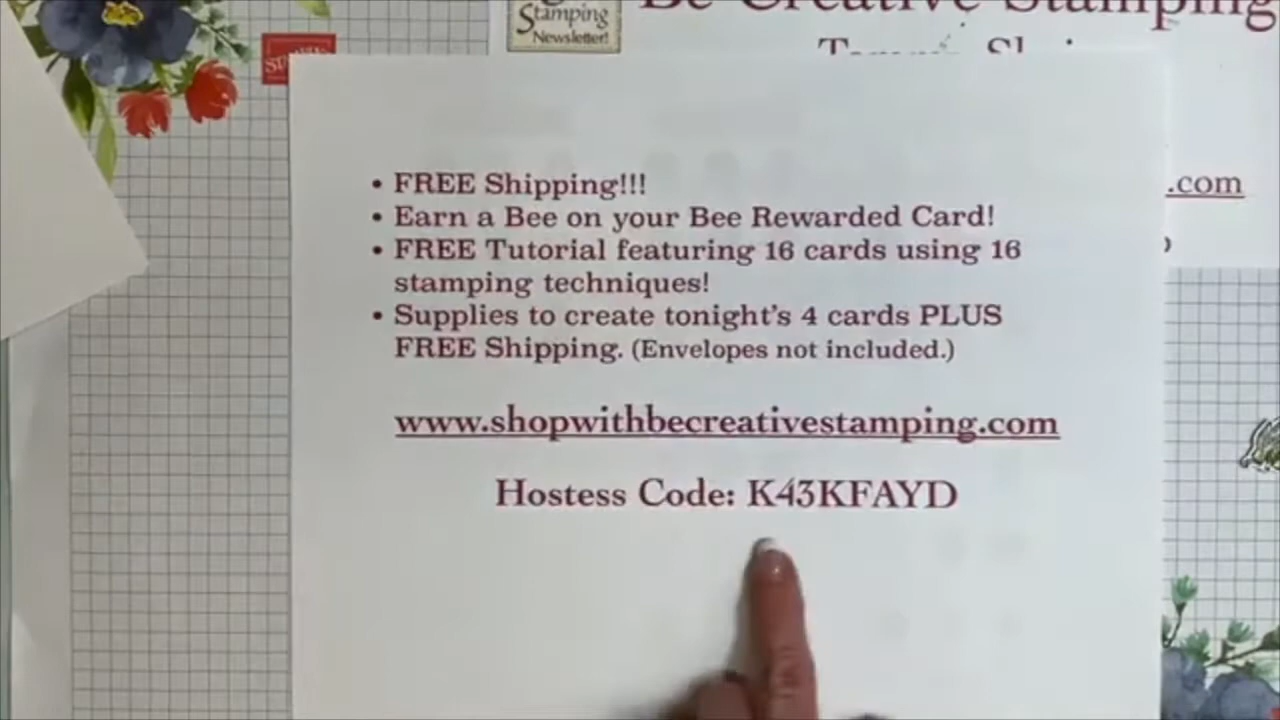 Stamping
Newsletter!
Be Creative Stamping
• FREE Shipping!!!
• Earn a Bee on your Bee Rewarded Card!
• FREE Tutorial featuring 16 cards using 16
stamping techniques!
• Supplies to create tonight's 4 cards PLUS
FREE Shipping. (Envelopes not included.)
.com
www.shopwithbecreativestamping.com
Hostess Code: K43KFAYD